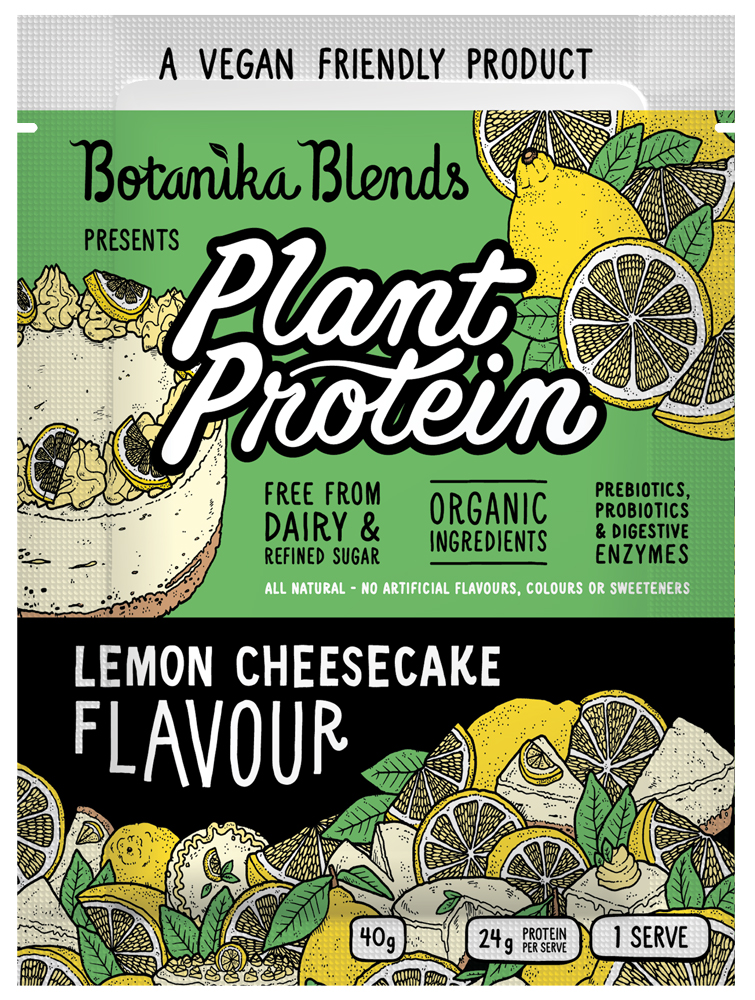 A VEGAN FRIENDLY PRODUCT
Botanika Blends
PRESENTS
Plant
Protein
FREE FROM
DAIRY &
REFINED SUGAR
ORGANIC
INGREDIENTS
PREBIOTICS,
PROBIOTICS
& DIGESTIVE
ENZYMES
ALL NATURAL - NO ARTIFICIAL FLAVOURS, COLOURS OR SWEETENERS
LEMON CHEESECAKE
FLAVOUR
40g
24g PROTEIN
PER SERVE
1 SERVE